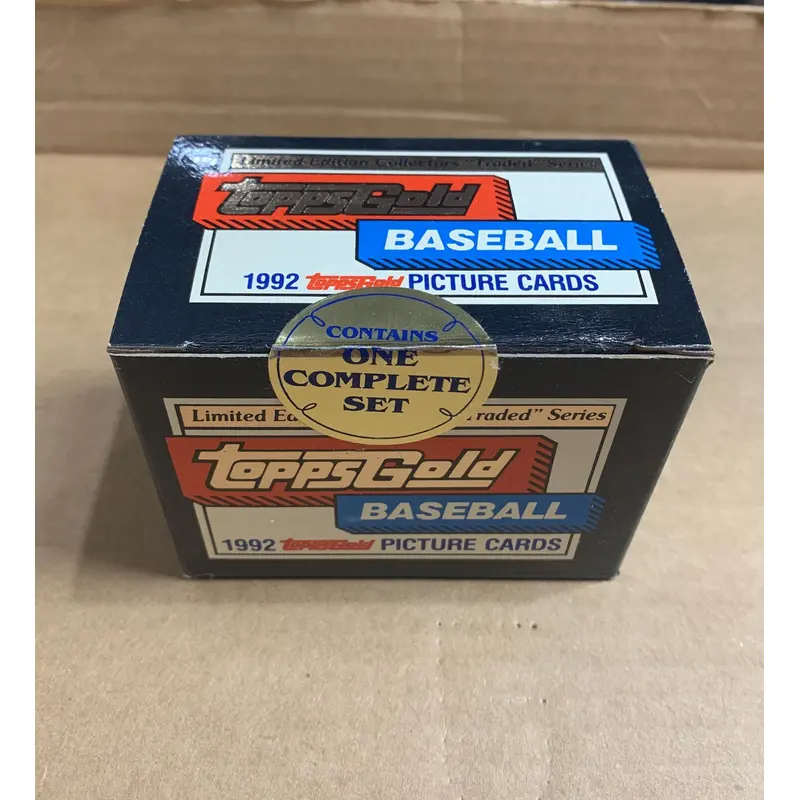 Limited Edition Collectors "Traded" Series
ToppsGold
BASEBALL
1992 ToppsGold PICTURE CARDS
CONTAINS
ONE
COMPLETE
SET
Limited Ed
raded" Series
ToppsGold
BASEBALL
1992 ToppsGold PICTURE CARDS